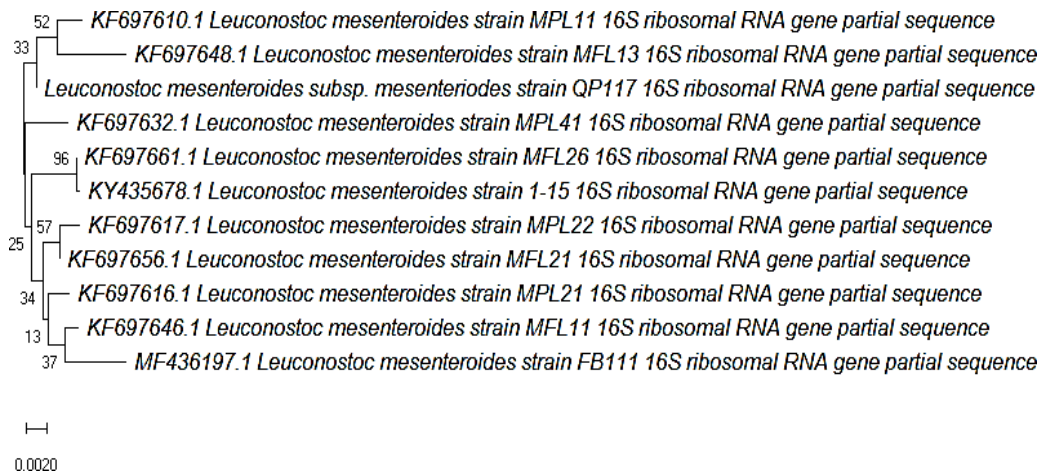 52
KF697610.1 Leuconostoc mesenteroides strain MPL11 16S ribosomal RNA gene partial sequence
33
KF697648.1 Leuconostoc mesenteroides strain MFL13 16S ribosomal RNA gene partial sequence
Leuconostoc mesenteroides subsp. mesenteriodes strain QP117 16S ribosomal RNA gene partial sequence
KF697632.1 Leuconostoc mesenteroides strain MPL41 16S ribosomal RNA gene partial sequence
96
KF697661.1 Leuconostoc mesenteroides strain MFL26 16S ribosomal RNA gene partial sequence
KY435678.1 Leuconostoc mesenteroides strain 1-15 16S ribosomal RNA gene partial sequence
57
KF697617.1 Leuconostoc mesenteroides strain MPL22 16S ribosomal RNA gene partial sequence
25
KF697656.1 Leuconostoc mesenteroides strain MFL21 16S ribosomal RNA gene partial sequence
34
KF697616.1 Leuconostoc mesenteroides strain MPL21 16S ribosomal RNA gene partial sequence
13
KF697646.1 Leuconostoc mesenteroides strain MFL11 16S ribosomal RNA gene partial sequence
37
MF436197.1 Leuconostoc mesenteroides strain FB111 16S ribosomal RNA gene partial sequence
0.0020